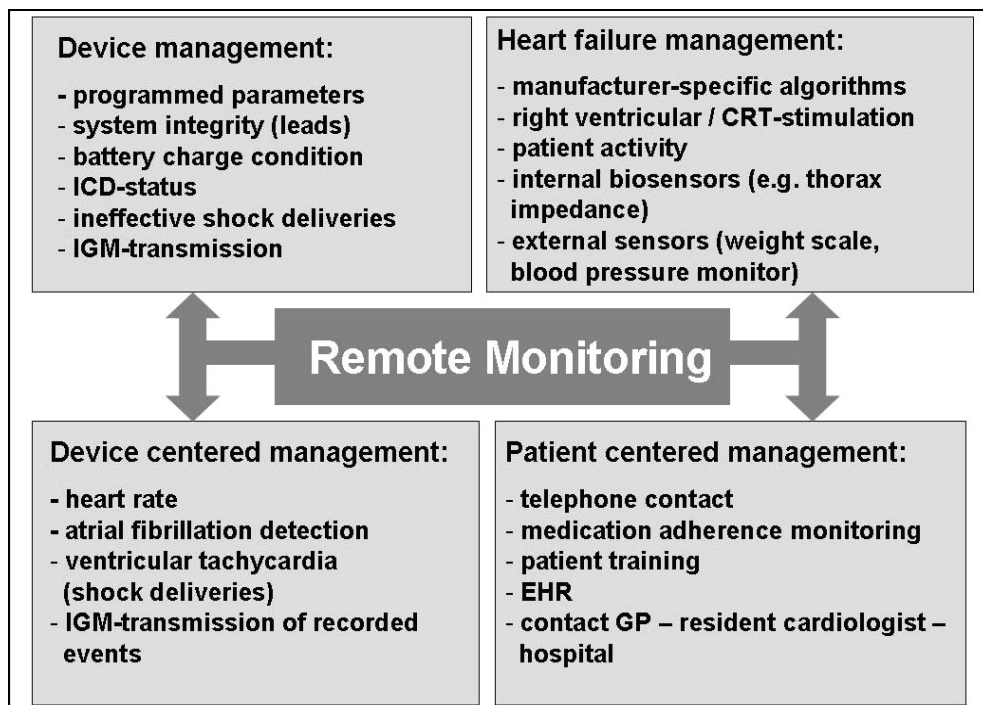 Device management:
- programmed parameters
- system integrity (leads)
- battery charge condition
- ICD-status
- ineffective shock deliveries
- IGM-transmission
Heart failure management:
- manufacturer-specific algorithms
- right ventricular / CRT-stimulation
- patient activity
- internal biosensors (e.g. thorax
impedance)
- external sensors (weight scale,
blood pressure monitor)
Remote Monitoring
Device centered management:
- heart rate
- atrial fibrillation detection
- ventricular tachycardia
(shock deliveries)
- IGM-transmission of recorded
events
Patient centered management:
- telephone contact
- medication adherence monitoring
- patient training
- EHR
- contact GP – resident cardiologist –
hospital